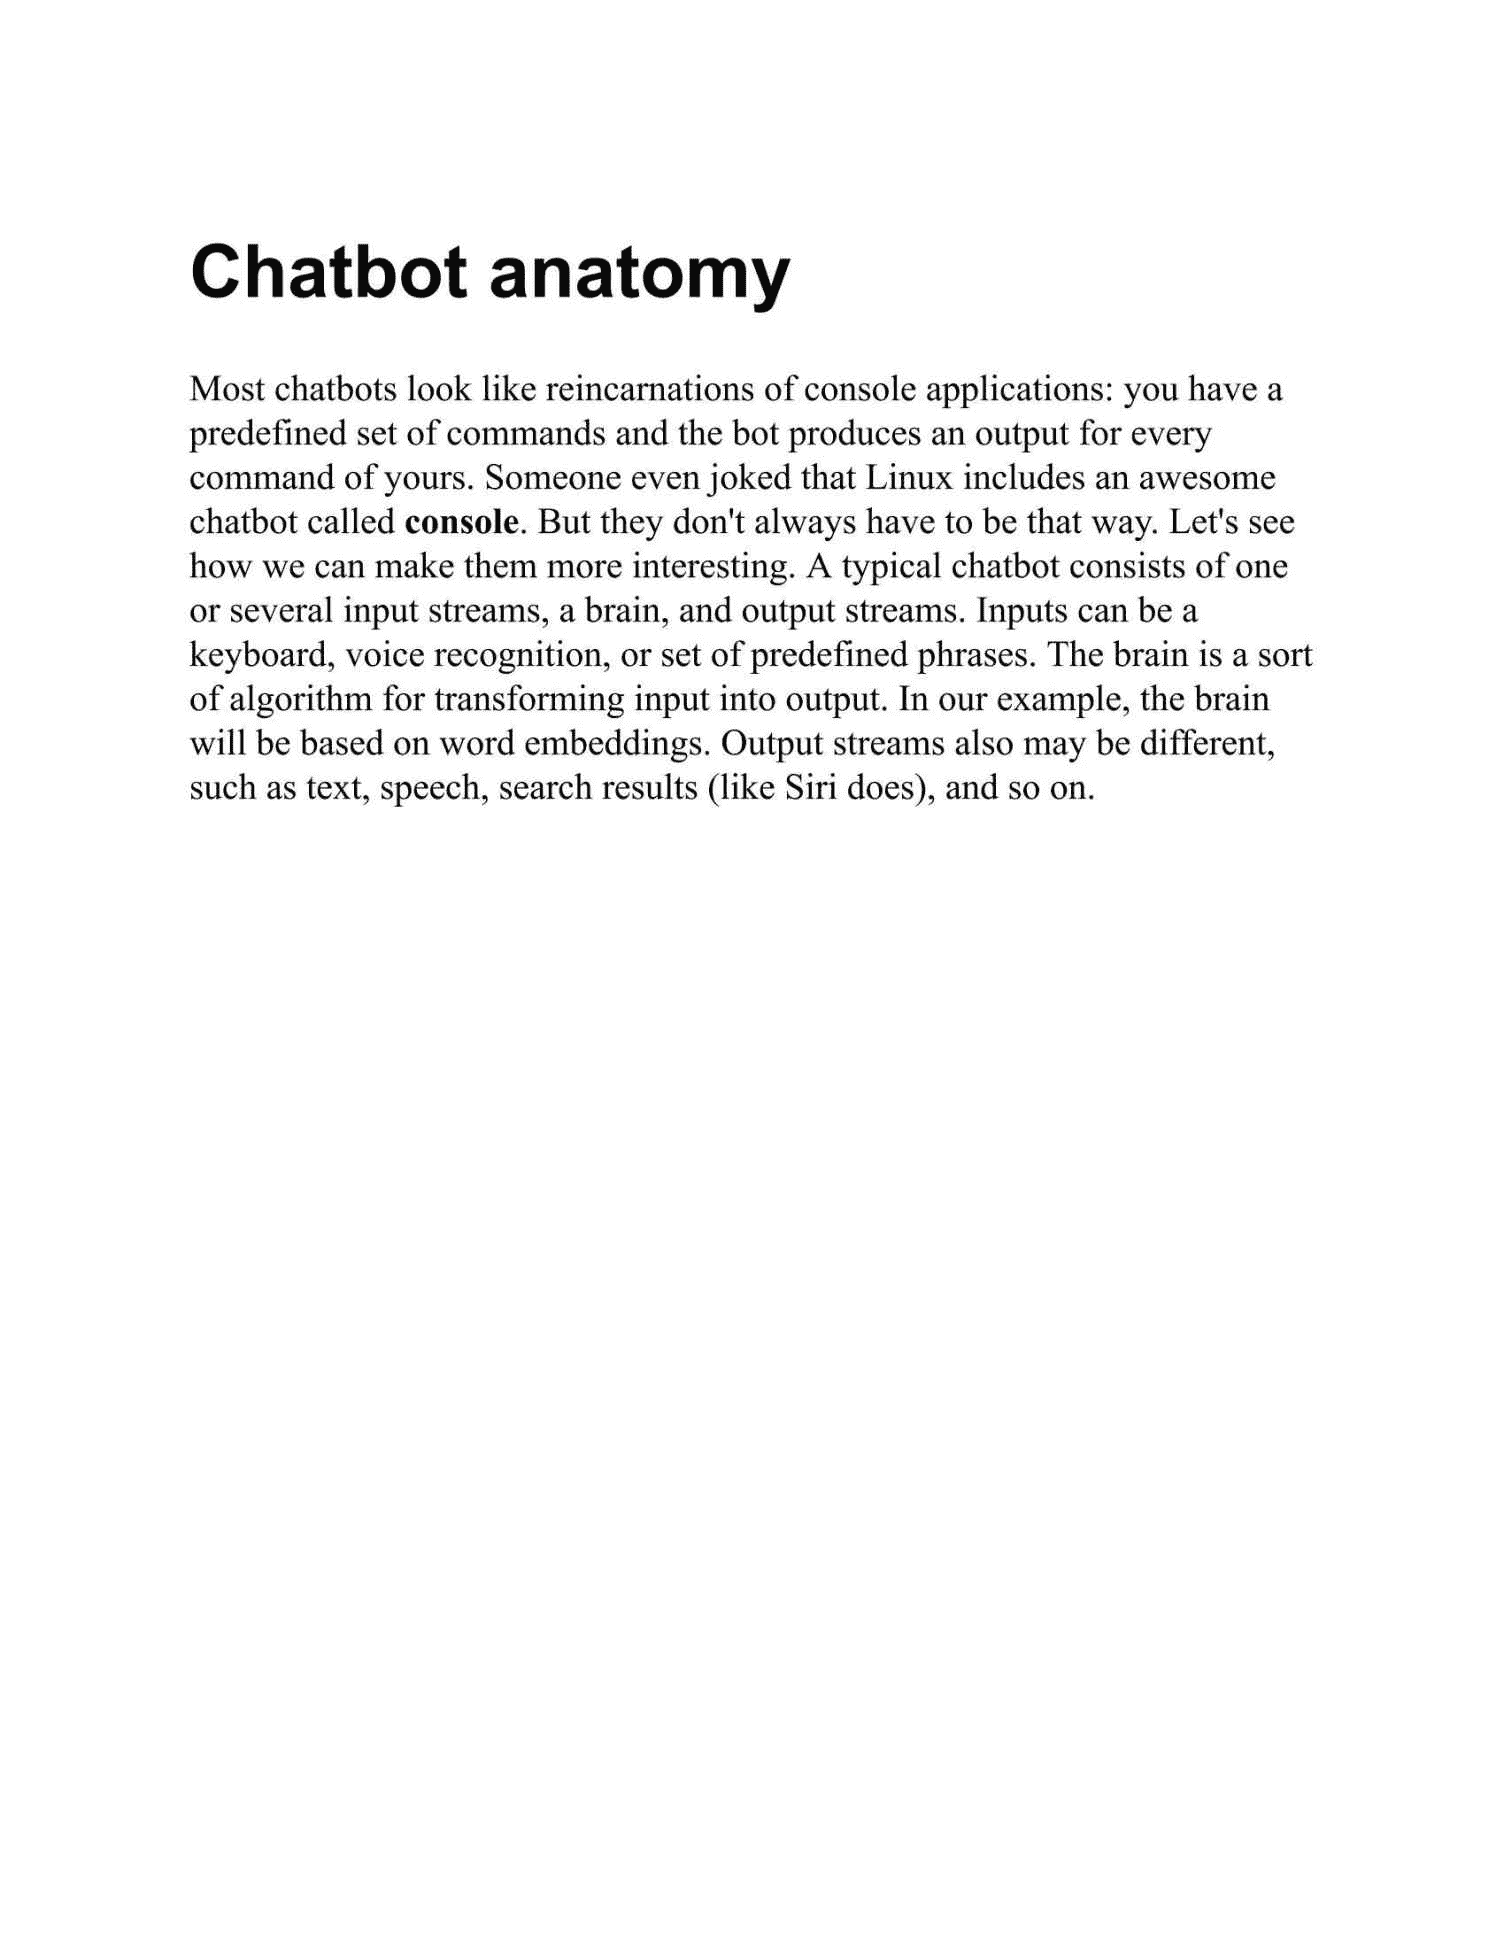 Chatbot anatomy
Most chatbots look like reincarnations of console applications: you have a
predefined set of commands and the bot produces an output for every
command of yours. Someone even joked that Linux includes an awesome
chatbot called console. But they don't always have to be that way. Let's see
how we can make them more interesting. A typical chatbot consists of one
or several input streams, a brain, and output streams. Inputs can be a
keyboard, voice recognition, or set of predefined phrases. The brain is a sort
of algorithm for transforming input into output. In our example, the brain
will be based on word embeddings. Output streams also may be different,
such as text, speech, search results (like Siri does), and so on.